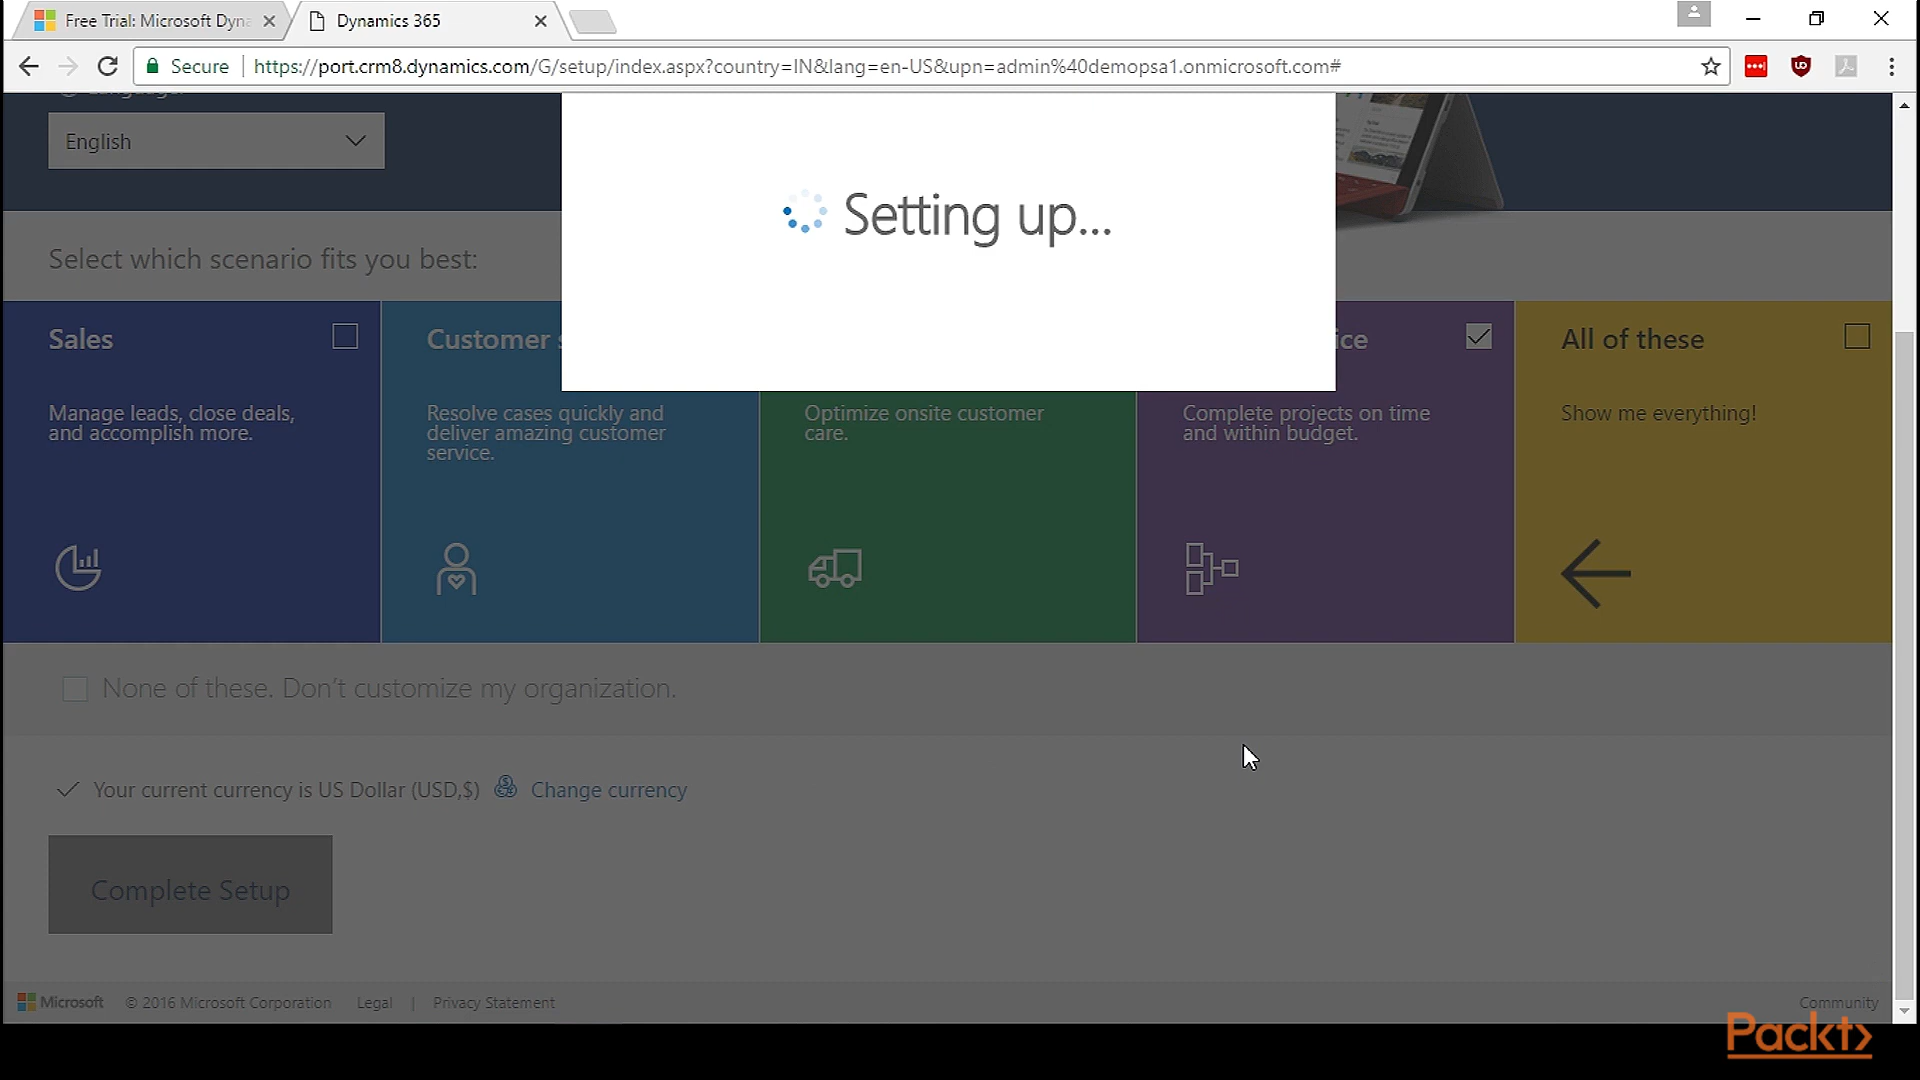 Free Trial: Microsoft Dyna
Dynamics 365
Secure
https://port.crm8.dynamics.com/G/setup/index.aspx?country=IN&lang=en-US&upn=admin%40demopsa1.onmicrosoft.com#
English
Setting up...
Select which scenario fits you best:
Sales
Customer
ice
All of these
Manage leads, close deals,
and accomplish more.
Resolve cases quickly and
deliver amazing customer
service.
Optimize onsite customer
care.
Complete projects on time
and within budget.
Show me everything!
None of these. Don't customize my organization.
Your current currency is US Dollar (USD,$)
Change currency
Complete Setup
Microsoft © 2016 Microsoft Corporation Legal | Privacy Statement
Community
Packt>